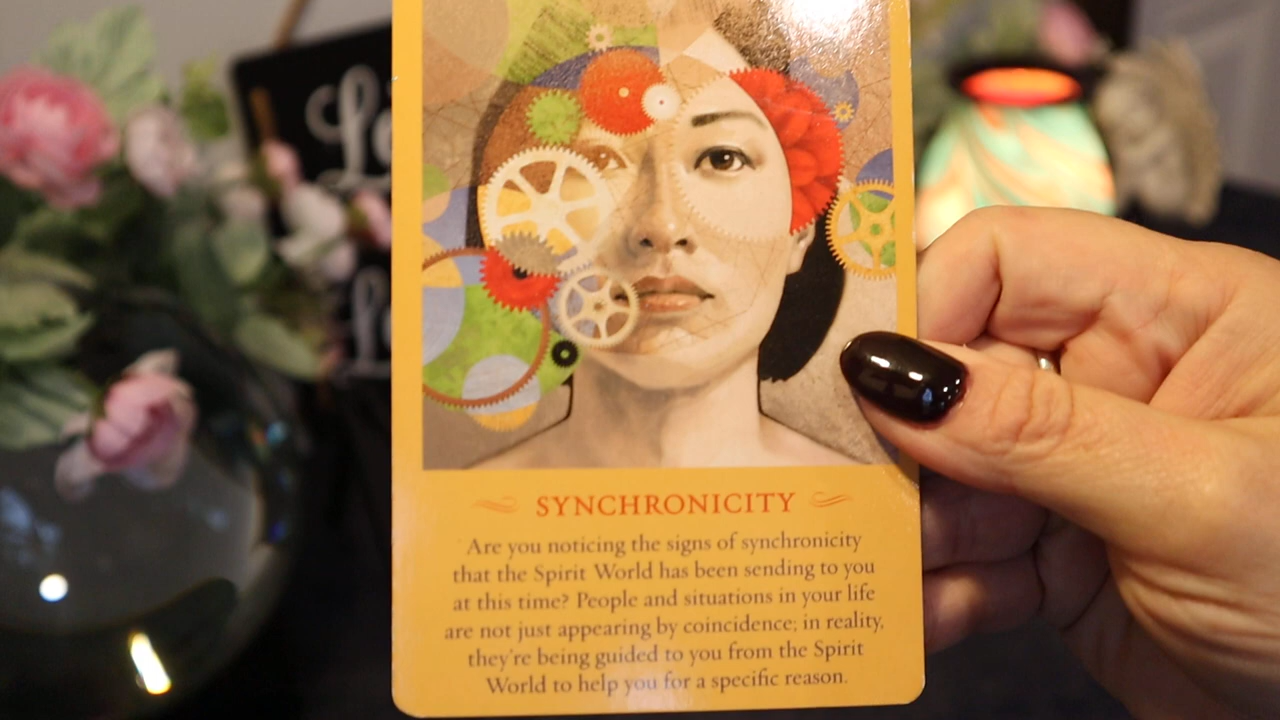 SYNCHRONICITY
Are you noticing the signs of synchronicity
that the Spirit World has been sending to you
at this time? People and situations in your life
are not just appearing by coincidence; in reality,
they're being guided to you from the Spirit
World to help you for a specific reason.